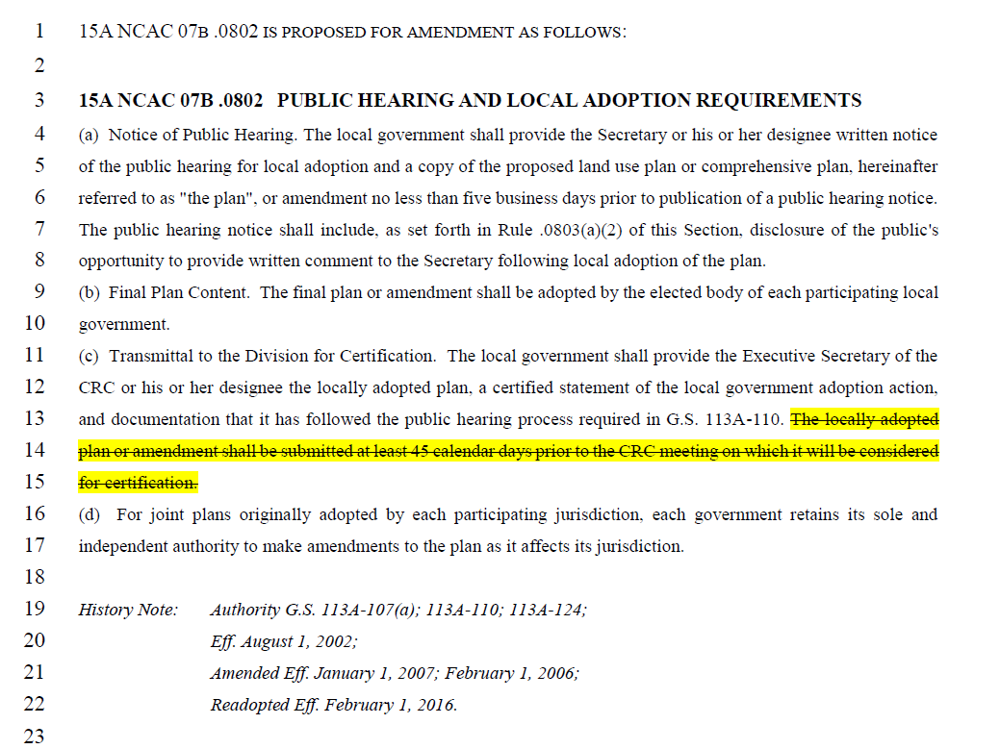 1 15A NCAC 07B .0802 IS PROPOSED FOR AMENDMENT AS FOLLOWS:
2
3 15A NCAC 07B .0802 PUBLIC HEARING AND LOCAL ADOPTION REQUIREMENTS
4 (a) Notice of Public Hearing. The local government shall provide the Secretary or his or her designee written notice
5 of the public hearing for local adoption and a copy of the proposed land use plan or comprehensive plan, hereinafter
6 referred to as "the plan", or amendment no less than five business days prior to publication of a public hearing notice.
7 The public hearing notice shall include, as set forth in Rule .0803(a)(2) of this Section, disclosure of the public's
8 opportunity to provide written comment to the Secretary following local adoption of the plan.
9 (b) Final Plan Content. The final plan or amendment shall be adopted by the elected body of each participating local
10 government.
11 (c) Transmittal to the Division for Certification. The local government shall provide the Executive Secretary of the
12 CRC or his or her designee the locally adopted plan, a certified statement of the local government adoption action,
13 and documentation that it has followed the public hearing process required in G.S. 113A-110. The locally adopted
14 plan or amendment shall be submitted at least 45 calendar days prior to the CRC meeting on which it will be considered
15 for certification.
16 (d) For joint plans originally adopted by each participating jurisdiction, each government retains its sole and
17 independent authority to make amendments to the plan as it affects its jurisdiction.
18
19 History Note: Authority G.S. 113A-107(a); 113A-110; 113A-124;
20 Eff. August 1, 2002;
21 Amended Eff. January 1, 2007; February 1, 2006;
22 Readopted Eff. February 1, 2016.
23